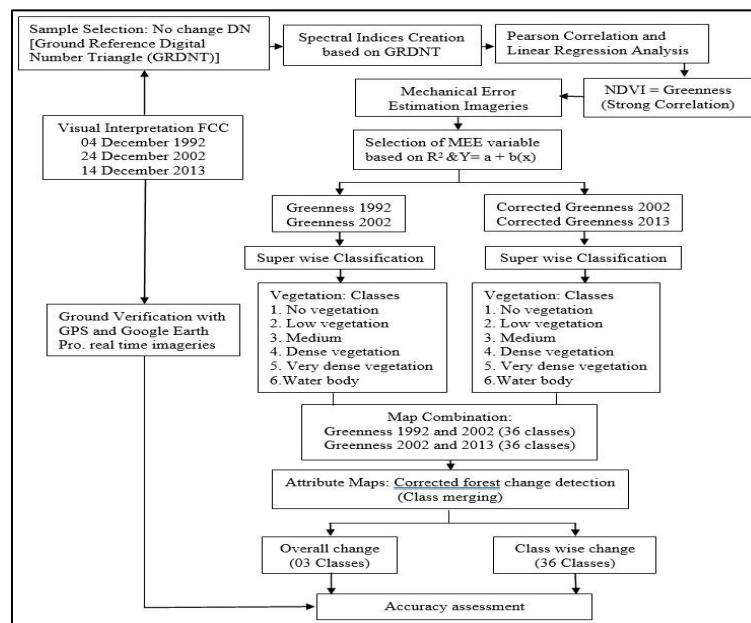 Sample Selection: No change DN
[Ground Reference Digital
Number Triangle (GRDNT)]
Spectral Indices Creation
based on GRDNT
Pearson Correlation and
Linear Regression Analysis
NDVI = Greenness
(Strong Correlation)
Mechanical Error
Estimation Imageries
Visual Interpretation FCC
04 December 1992
24 December 2002
14 December 2013
Selection of MEE variable
based on R² &Y= a + b(x)
Greenness 1992
Greenness 2002
Corrected Greenness 2002
Corrected Greenness 2013
Super wise Classification
Super wise Classification
Vegetation: Classes
1. No vegetation
2. Low vegetation
3. Medium
4. Dense vegetation
5. Very dense vegetation
6.Water body
Vegetation: Classes
1. No vegetation
2. Low vegetation
3. Medium
4. Dense vegetation
5. Very dense vegetation
6.Water body
Ground Verification with
GPS and Google Earth
Pro. real time imageries
Map Combination:
Greenness 1992 and 2002 (36 classes)
Greenness 2002 and 2013 (36 classes)
Attribute Maps: Corrected forest change detection
(Class merging)
Overall change
(03 Classes)
Class wise change
(36 Classes)
Accuracy assessment